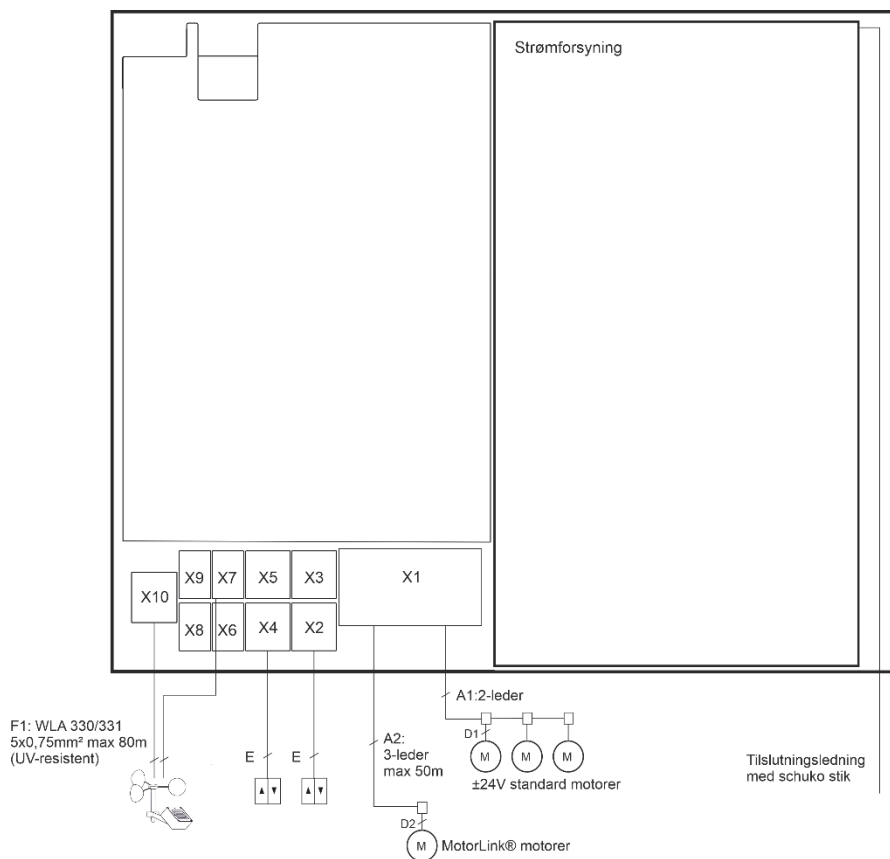 Strømforsyning
X9
X7
X5
X3
X1
X10
X8
X6
X4
X2
A1:2-leder
F1: WLA 330/331
5x0,75mm² max 80m
(UV-resistent)
E
E
A2:
3-leder
max 50m
D1
M
M
M
±24V standard motorer
Tilslutningsledning
med schuko stik
D2
M
MotorLink® motorer